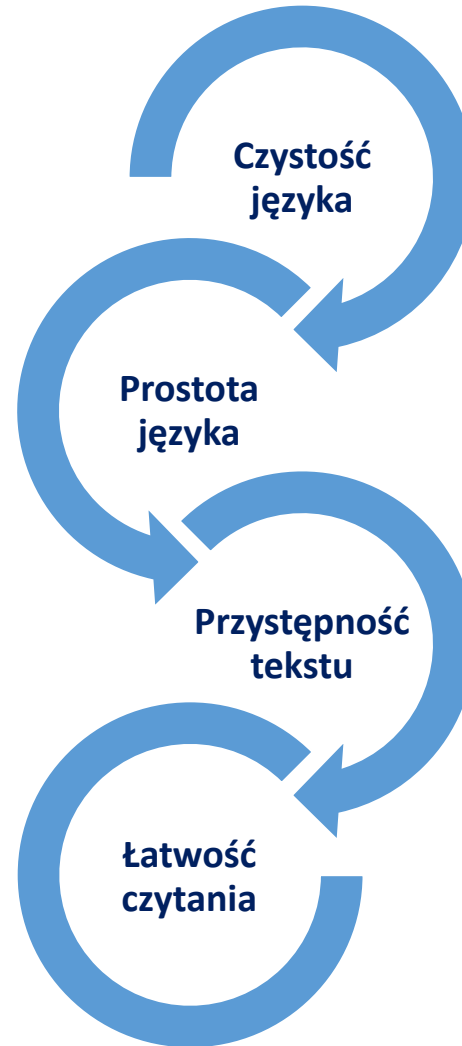 Czystość
języka
Prostota
języka
Przystępność
tekstu
Łatwość
czytania